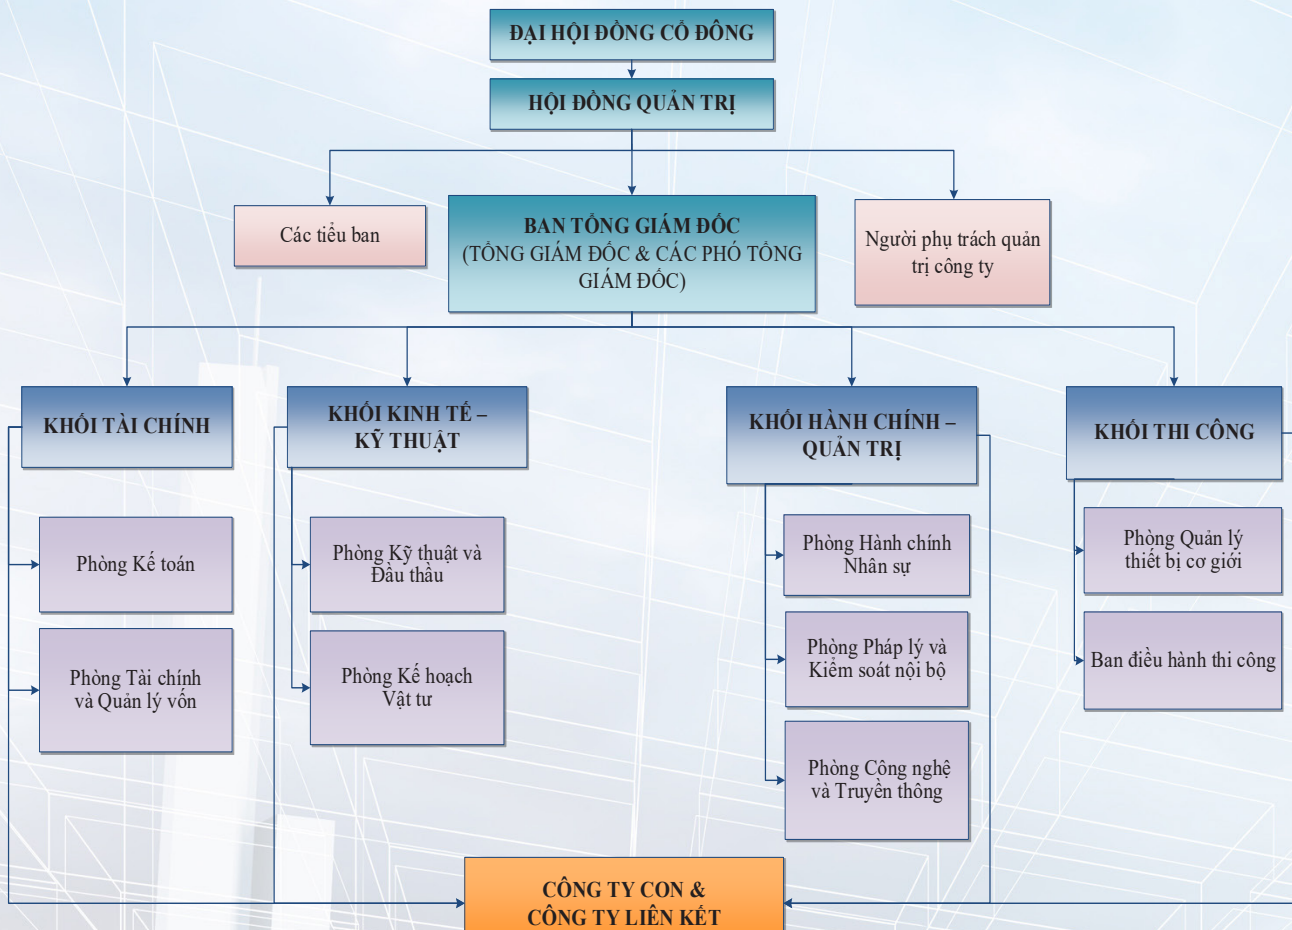 ĐẠI HỘI ĐỒNG CỔ ĐÔNG
HỘI ĐỒNG QUẢN TRỊ
Các tiểu ban
BAN TỔNG GIÁM ĐỐC
(TỔNG GIÁM ĐỐC & CÁC PHÓ TỔNG
GIÁM ĐỐC)
Người phụ trách quản
trị công ty
KHỐI TÀI CHÍNH
KHỐI KINH TẾ –
KỸ THUẬT
KHỐI HÀNH CHÍNH –
QUẢN TRỊ
KHỐI THI CÔNG
Phòng Kế toán
Phòng Tài chính
và Quản lý vốn
Phòng Kỹ thuật và
Đấu thầu
Phòng Kế hoạch
Vật tư
Phòng Hành chính
Nhân sự
Phòng Pháp lý và
Kiểm soát nội bộ
Phòng Công nghệ
và Truyền thông
Phòng Quản lý
thiết bị cơ giới
Ban điều hành thi công
CÔNG TY CON &
CÔNG TY LIÊN KẾT